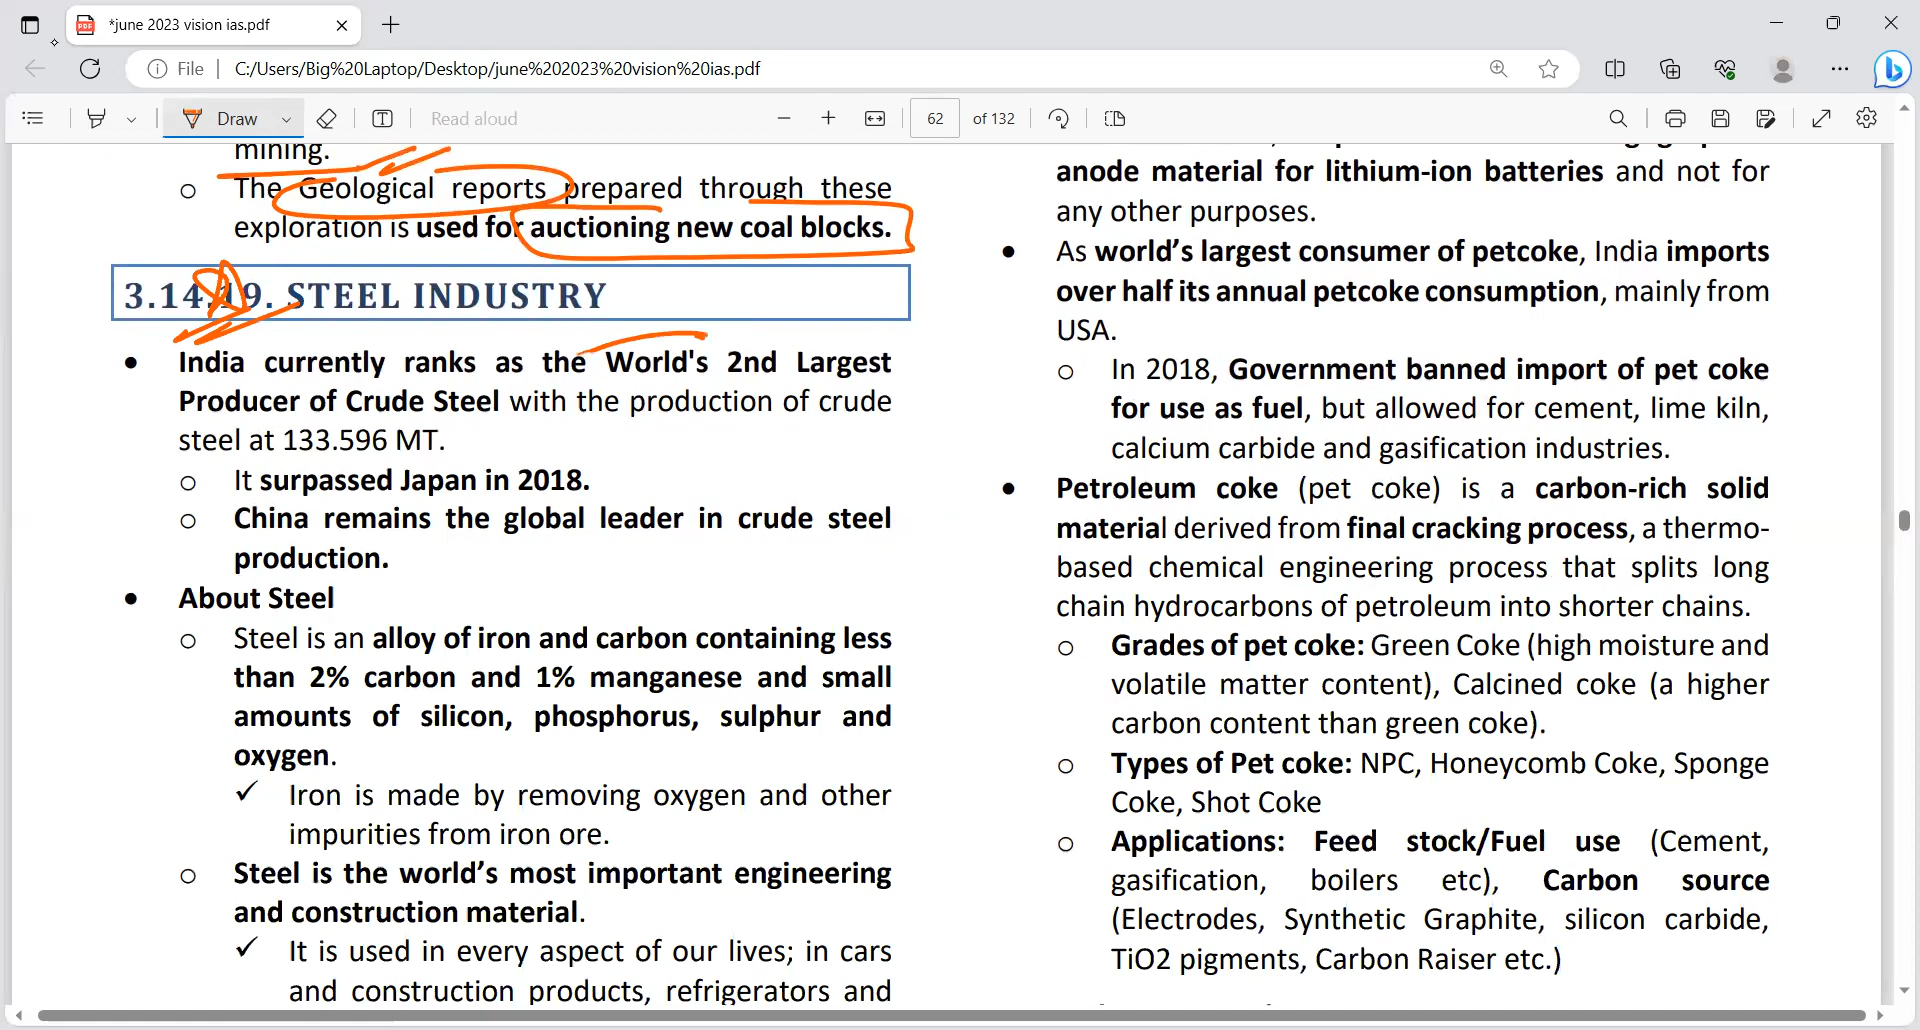 *june 2023 vision ias.pdf
File
C:/Users/Big%20Laptop/Desktop/june%202023%20vision%20ias.pdf
Draw
Read aloud
62 of 132
mining.
The Geological reports prepared through these
exploration is used for auctioning new coal blocks.
3.14.19. STEEL INDUSTRY
India currently ranks as the World's 2nd Largest
Producer of Crude Steel with the production of crude
steel at 133.596 MT.
It surpassed Japan in 2018.
China remains the global leader in crude steel
production.
About Steel
Steel is an alloy of iron and carbon containing less
than 2% carbon and 1% manganese and small
amounts of silicon, phosphorus, sulphur and
oxygen.
Iron is made by removing oxygen and other
impurities from iron ore.
Steel is the world’s most important engineering
and construction material.
It is used in every aspect of our lives; in cars
and construction products, refrigerators and
anode material for lithium-ion batteries and not for
any other purposes.
As world’s largest consumer of petcoke, India imports
over half its annual petcoke consumption, mainly from
USA.
In 2018, Government banned import of pet coke
for use as fuel, but allowed for cement, lime kiln,
calcium carbide and gasification industries.
Petroleum coke (pet coke) is a carbon-rich solid
material derived from final cracking process, a thermo-
based chemical engineering process that splits long
chain hydrocarbons of petroleum into shorter chains.
Grades of pet coke: Green Coke (high moisture and
volatile matter content), Calcined coke (a higher
carbon content than green coke).
Types of Pet coke: NPC, Honeycomb Coke, Sponge
Coke, Shot Coke
Applications: Feed stock/Fuel use (Cement,
gasification, boilers etc), Carbon source
(Electrodes, Synthetic Graphite, silicon carbide,
TiO2 pigments, Carbon Raiser etc.)